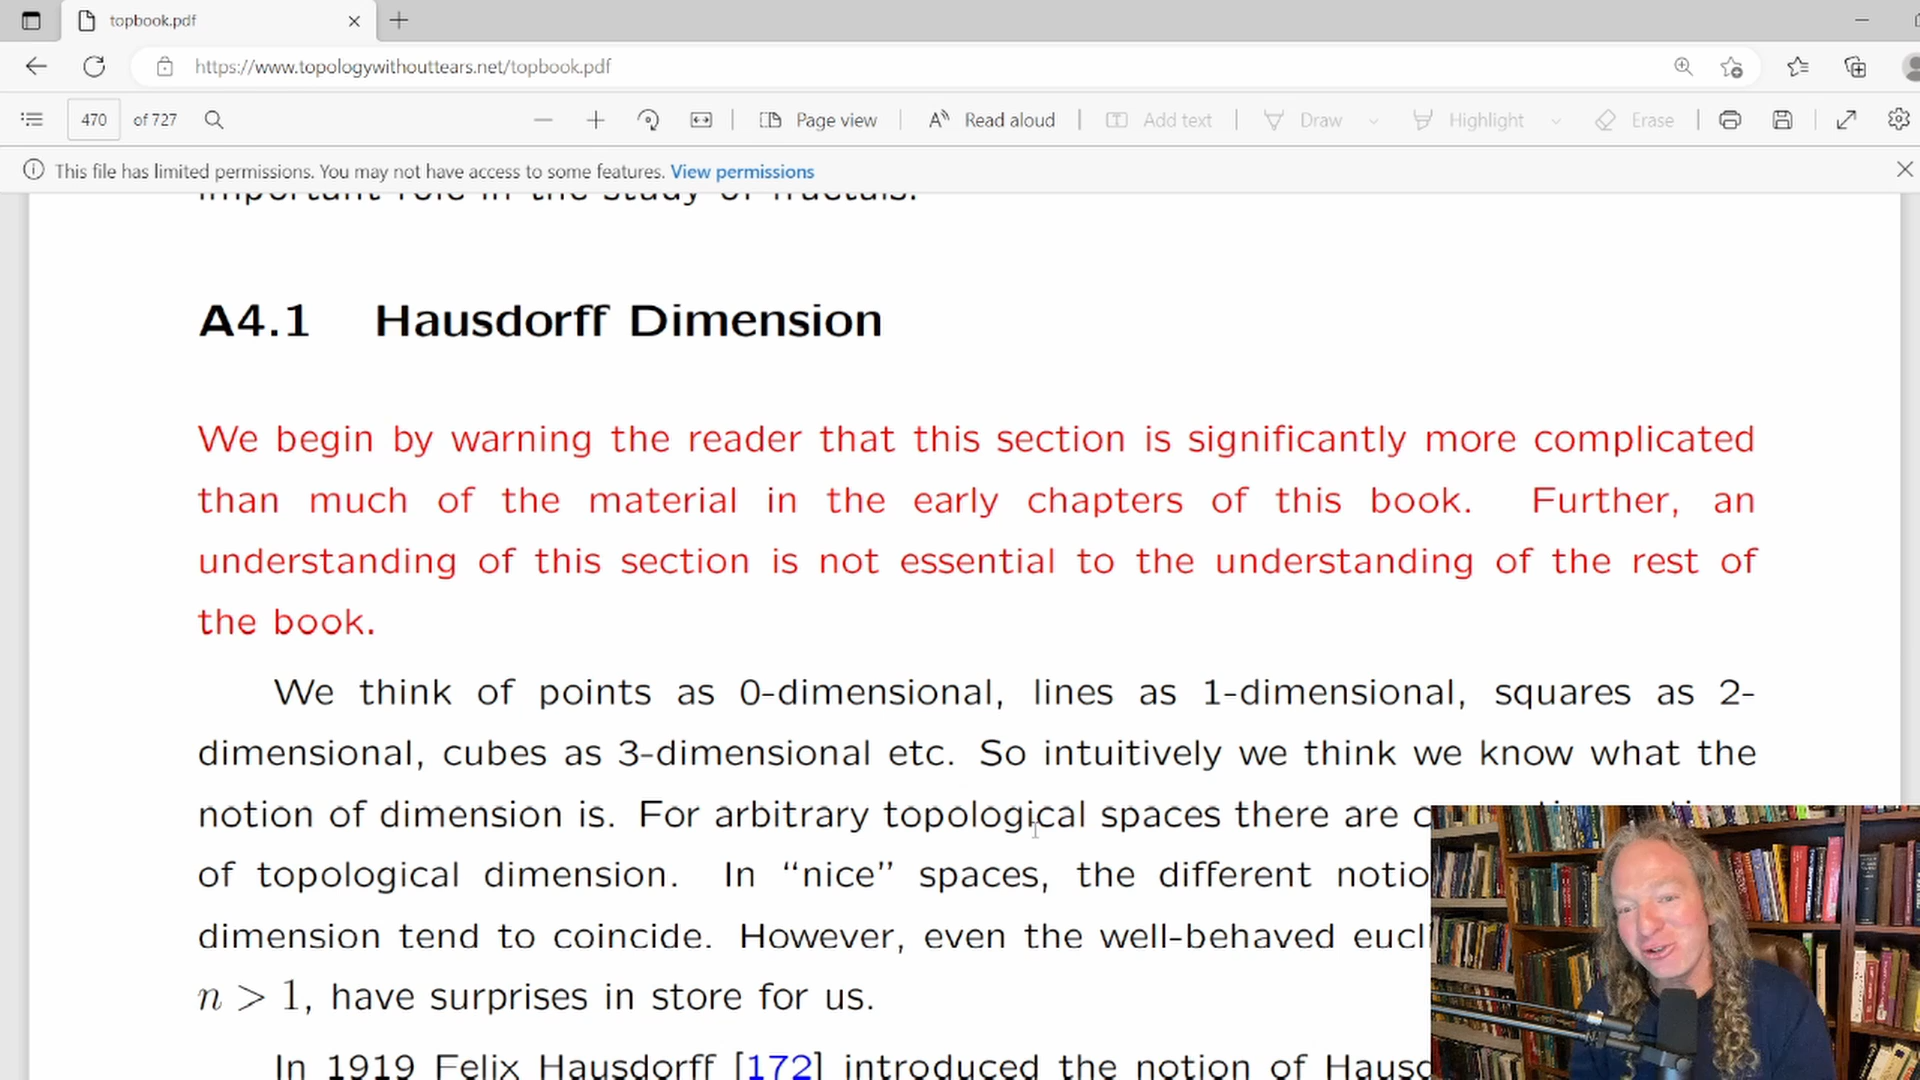 topbook.pdf
https://www.topologywithouttears.net/topbook.pdf
470 of 727 Page view Read aloud Add text Draw Highlight Erase
This file has limited permissions. You may not have access to some features. View permissions
important role in the study of fractals.
A4.1 Hausdorff Dimension
We begin by warning the reader that this section is significantly more complicated
than much of the material in the early chapters of this book. Further, an
understanding of this section is not essential to the understanding of the rest of
the book.
We think of points as 0-dimensional, lines as 1-dimensional, squares as 2-
dimensional, cubes as 3-dimensional etc. So intuitively we think we know what the
notion of dimension is. For arbitrary topological spaces there are
of topological dimension. In “nice” spaces, the different
dimension tend to coincide. However, even the well-behaved
n > 1, have surprises in store for us.
In 1919 Felix Hausdorff [172] introduced the notion of